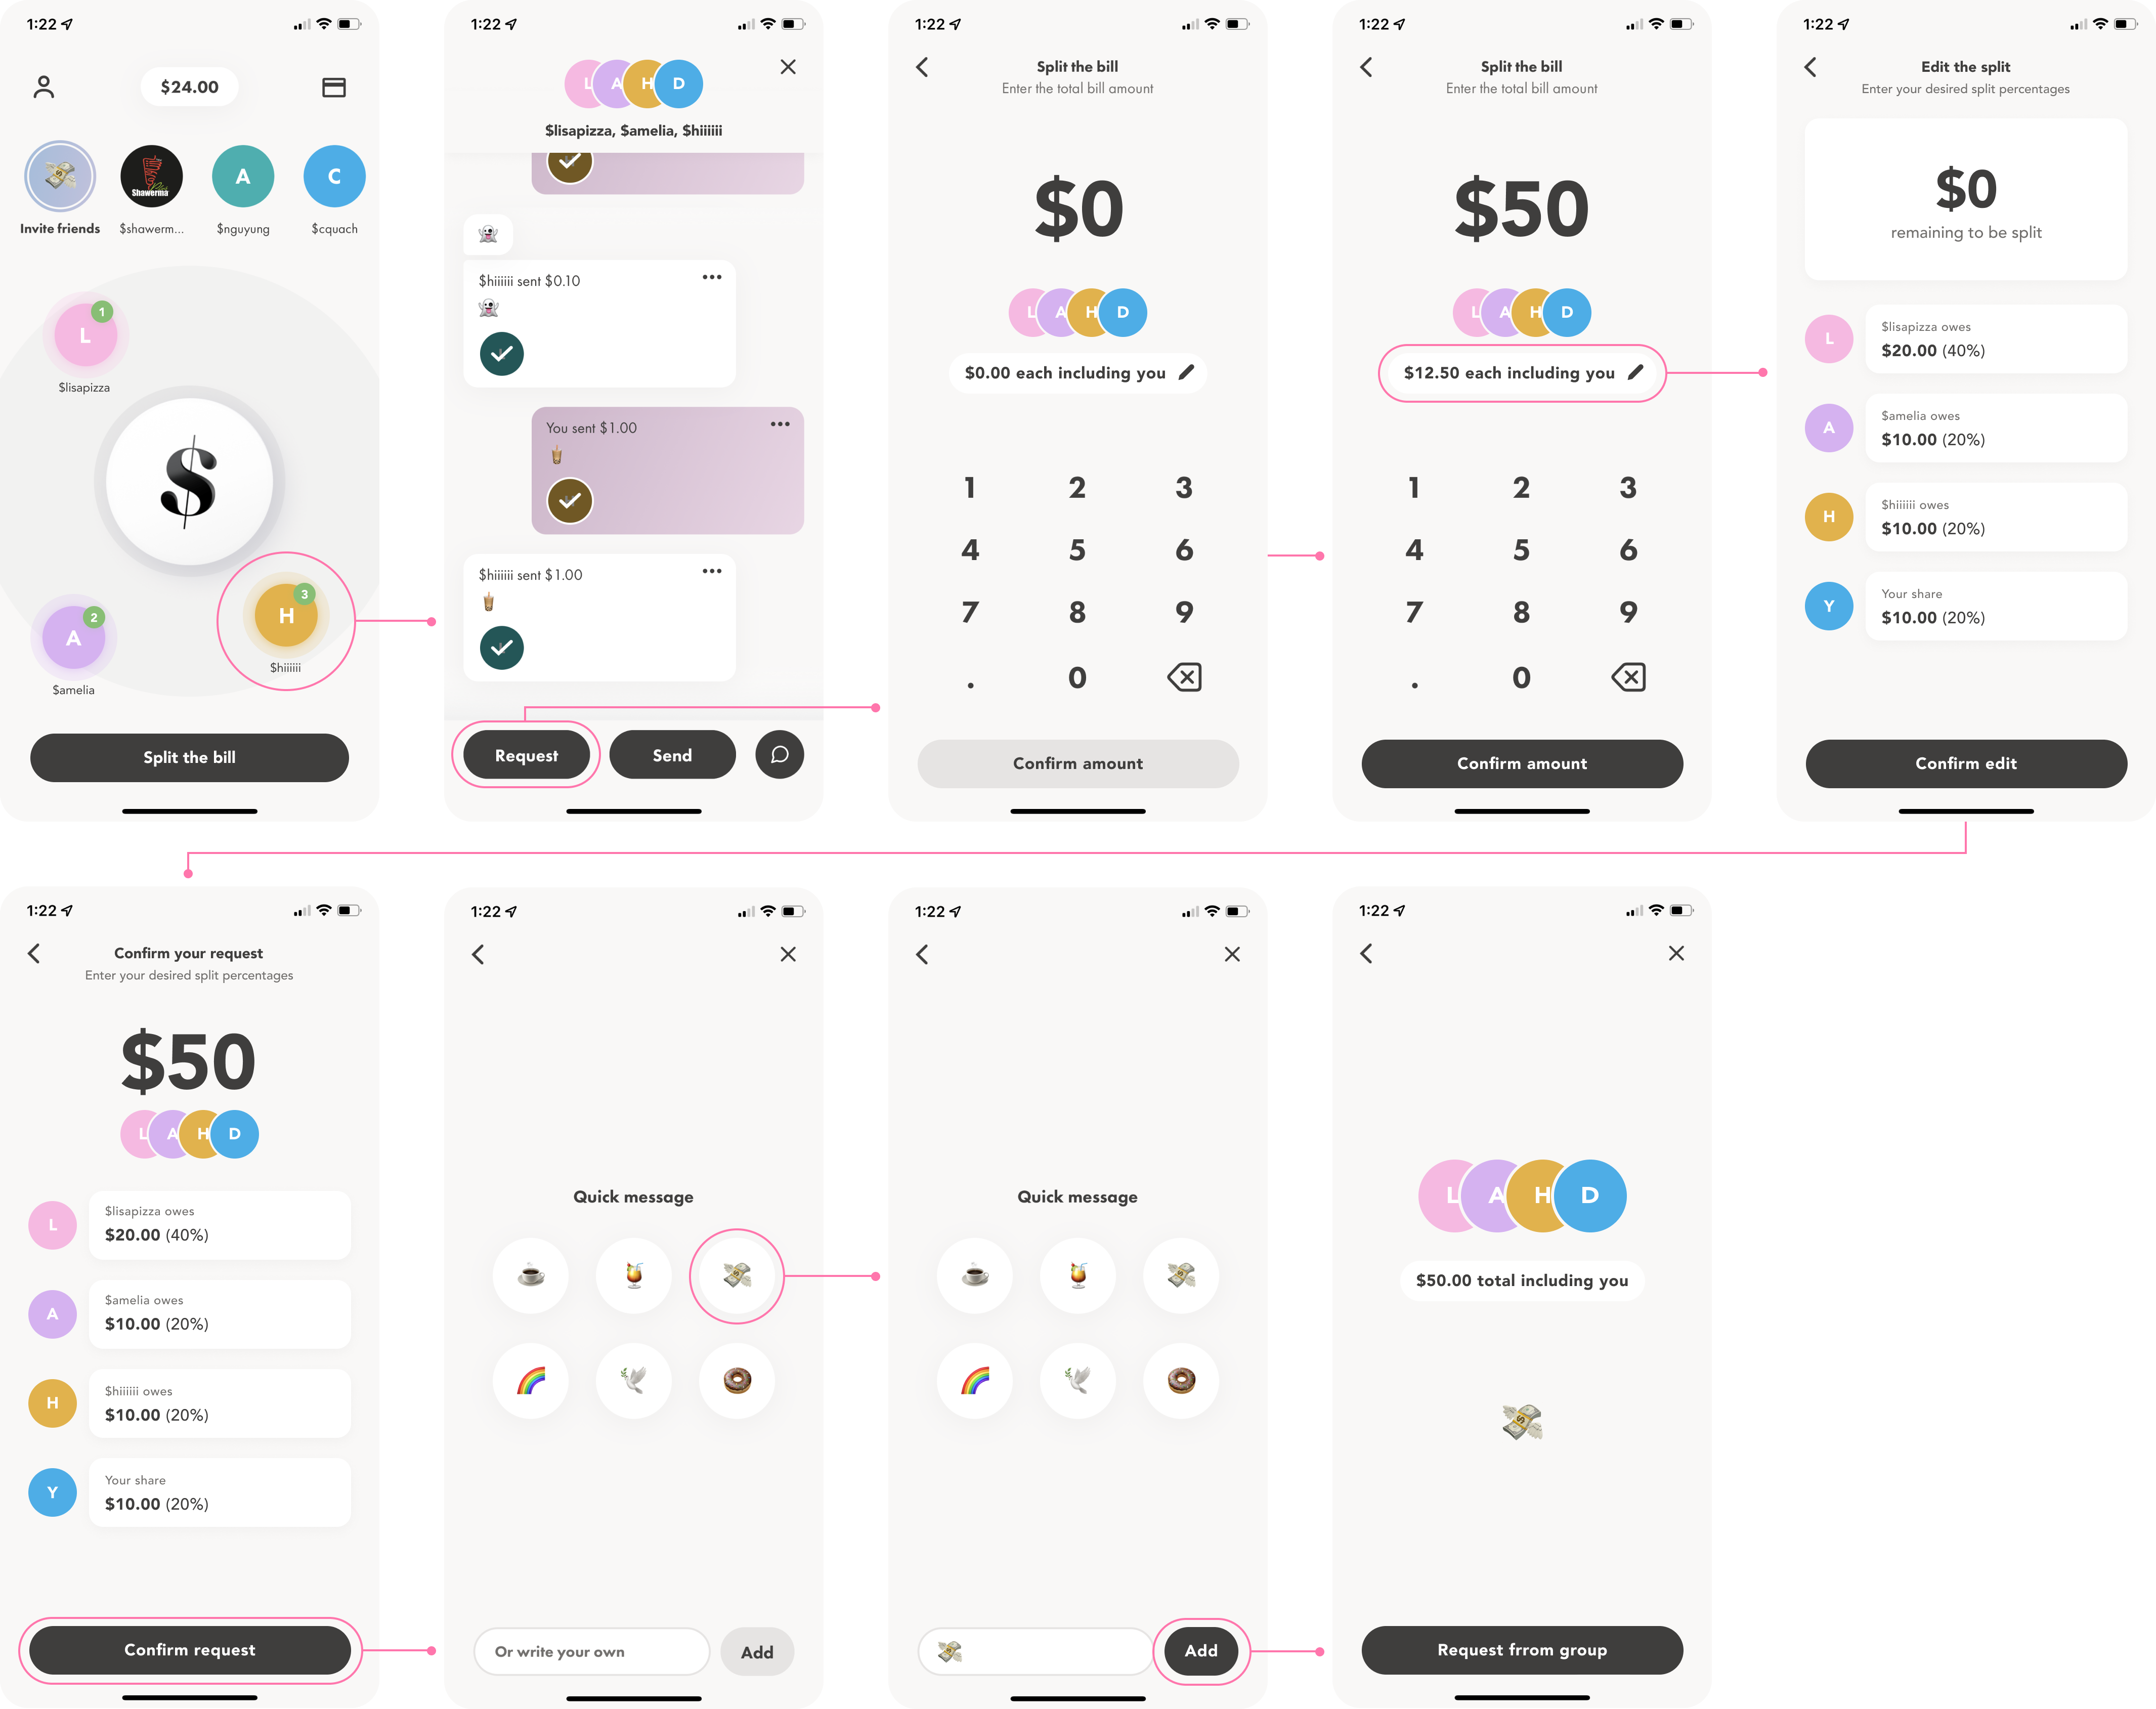 1:22
$24.00
Shawerma
Plus
A
C
Invite friends
$shawerm...
$nguyung
$cquach
1
L
$lisapizza
$
3
H
2
A
$hiiiiii
$amelia
Split the bill
1:22
L A H D
$lisapizza, $amelia, $hiiiiii
$hiiiiii sent $0.10
You sent $1.00
$hiiiiii sent $1.00
Request
Send
1:22
Split the bill
Enter the total bill amount
$0
L A H D
$0.00 each including you
1 2 3
4 5 6
7 8 9
. 0
Confirm amount
1:22
Split the bill
Enter the total bill amount
$50
L A H D
$12.50 each including you
1 2 3
4 5 6
7 8 9
. 0
Confirm amount
1:22
Edit the split
Enter your desired split percentages
$0
remaining to be split
L
$lisapizza owes
$20.00 (40%)
A
$amelia owes
$10.00 (20%)
H
$hiiiiii owes
$10.00 (20%)
Y
Your share
$10.00 (20%)
Confirm edit
1:22
Confirm your request
Enter your desired split percentages
$50
L A H D
L
$lisapizza owes
$20.00 (40%)
A
$amelia owes
$10.00 (20%)
H
$hiiiiii owes
$10.00 (20%)
Y
Your share
$10.00 (20%)
Confirm request
1:22
Quick message
Or write your own
Add
1:22
Quick message
Add
1:22
L A H D
$50.00 total including you
Request frrom group